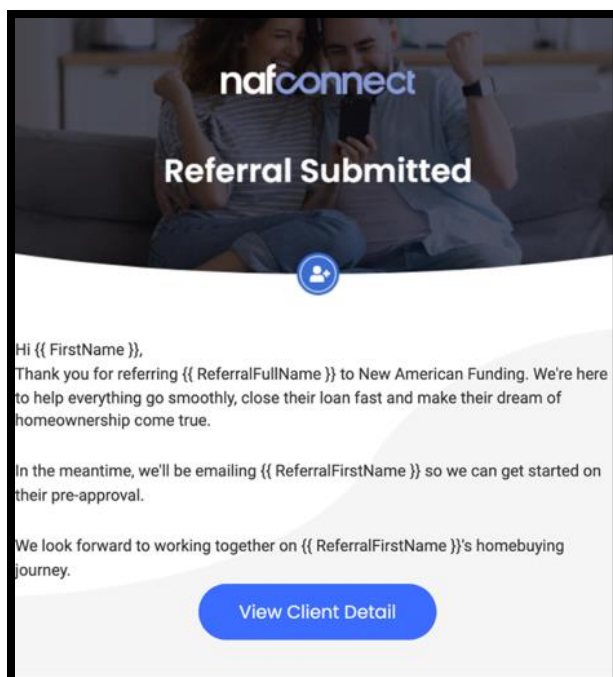 nafconnect
Referral Submitted
Hi {{ FirstName }},
Thank you for referring {{ ReferralFullName }} to New American Funding. We're here
to help everything go smoothly, close their loan fast and make their dream of
homeownership come true.
In the meantime, we'll be emailing {{ ReferralFirstName }} so we can get started on
their pre-approval.
We look forward to working together on {{ ReferralFirstName }}'s homebuying
journey.
View Client Detail